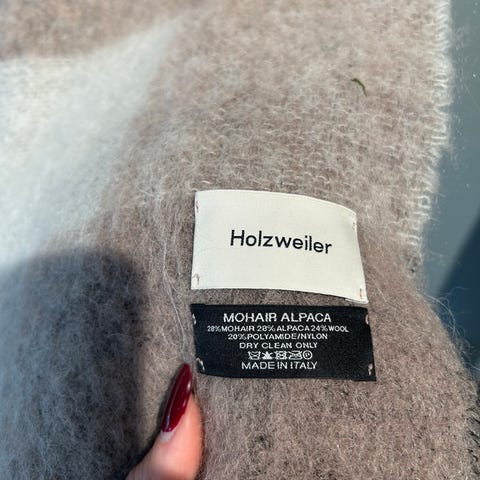 Holzweiler
MOHAIR ALPACA
28%MOHAIR 28%ALPACA 24%WOOL
20%POLYAMIDE/NYLON
DRY CLEAN ONLY
MADE IN ITALY